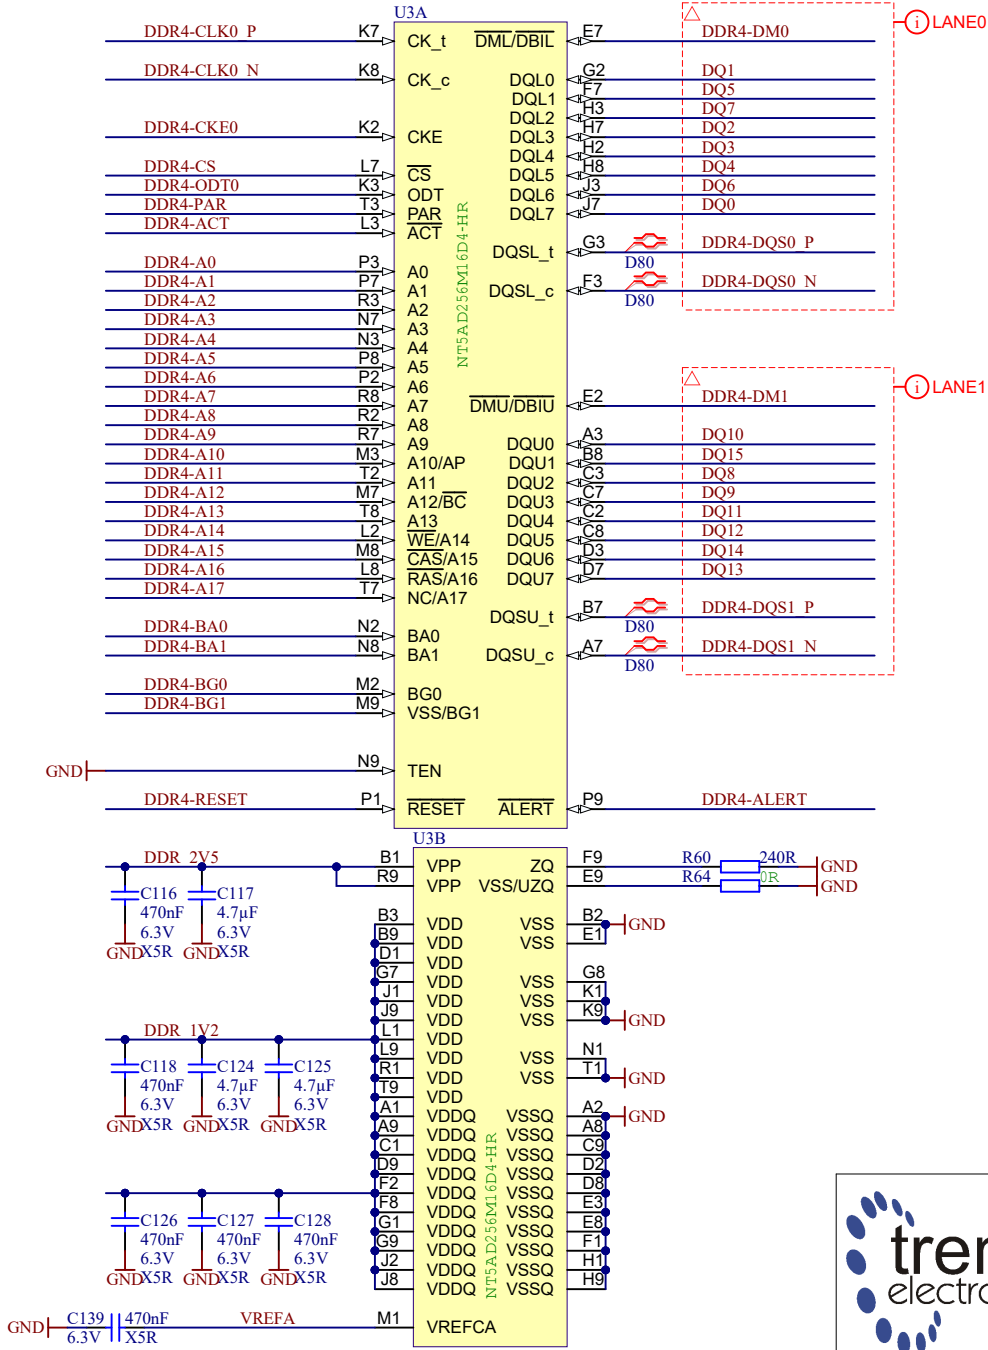 U3A
DDR4-CLK0_P K7 CK_t DML/DBIL E7 DDR4-DM0 LANE0
DDR4-CLK0_N K8 CK_c DQL0 G2 DQ1
DQL1 F7 DQ5
DQL2 H3 DQ7
DDR4-CKE0 K2 CKE DQL3 H7 DQ2
DQL4 H2 DQ3
DDR4-CS L7 CS DQL5 H8 DQ4
DDR4-ODT0 K3 ODT DQL6 J3 DQ6
DDR4-PAR T3 PAR DQL7 J7 DQ0
DDR4-ACT L3 ACT
DQSL_t G3 D80 DDR4-DQS0_P
DDR4-A0 P3 A0
DDR4-A1 P7 A1 DQSL_c F3 D80 DDR4-DQS0_N
DDR4-A2 R3 A2
DDR4-A3 N7 A3
DDR4-A4 N3 A4
DDR4-A5 P8 A5
DDR4-A6 P2 A6
DDR4-A7 R8 A7 DMU/DBIU E2 DDR4-DM1 LANE1
DDR4-A8 R2 A8
DDR4-A9 R7 A9 DQU0 A3 DQ10
DDR4-A10 M3 A10/AP DQU1 B8 DQ15
DDR4-A11 T2 A11 DQU2 C3 DQ8
DDR4-A12 M7 A12/BC DQU3 C7 DQ9
DDR4-A13 T8 A13 DQU4 C2 DQ11
DDR4-A14 L2 WE/A14 DQU5 C8 DQ12
DDR4-A15 M8 CAS/A15 DQU6 D3 DQ14
DDR4-A16 L8 RAS/A16 DQU7 D7 DQ13
DDR4-A17 T7 NC/A17
DQSU_t B7 D80 DDR4-DQS1_P
DDR4-BA0 N2 BA0
DDR4-BA1 N8 BA1 DQSU_c A7 D80 DDR4-DQS1_N
DDR4-BG0 M2 BG0
DDR4-BG1 M9 VSS/BG1
GND N9 TEN
DDR4-RESET P1 RESET ALERT P9 DDR4-ALERT
NT5AD256M16D4-HR
U3B
DDR_2V5 B1 VPP ZQ F9 R60 240R GND
R9 VPP VSS/UZQ E9 R64 0R GND
C116 C117
470nF 4.7µF
6.3V 6.3V
GND X5R GND X5R
B3 VDD VSS B2 GND
B9 VDD VSS E1
D1 VDD
G7 VDD VSS G8
J1 VDD VSS K1
J9 VDD VSS K9 GND
DDR_1V2 L1 VDD
L9 VDD VSS N1
R1 VDD VSS T1 GND
T9 VDD
C118 C124 C125
470nF 4.7µF 4.7µF
6.3V 6.3V 6.3V
GND X5R GND X5R GND X5R
A1 VDDQ VSSQ A2 GND
A9 VDDQ VSSQ A8
C1 VDDQ VSSQ C9
D9 VDDQ VSSQ D2
F2 VDDQ VSSQ D8
F8 VDDQ VSSQ E3
G1 VDDQ VSSQ E8
G9 VDDQ VSSQ F1
J2 VDDQ VSSQ H1
J8 VDDQ VSSQ H9
C126 C127 C128
470nF 470nF 470nF
6.3V 6.3V 6.3V
GND X5R GND X5R GND X5R
GND C139 470nF VREFA M1 VREFCA
6.3V X5R
NT5AD256M16D4-HR
tren
electro